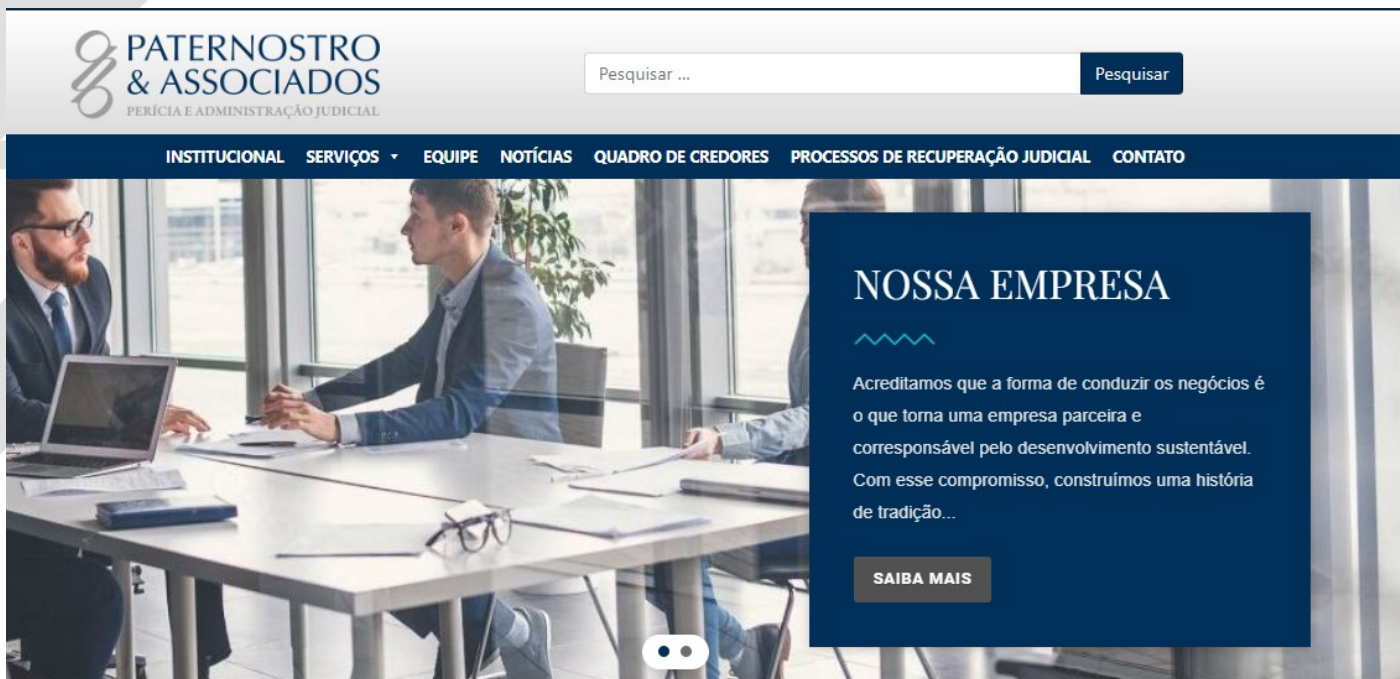 PATERNOSTRO
& ASSOCIADOS
PERÍCIA E ADMINISTRAÇÃO JUDICIAL
Pesquisar ...
Pesquisar
INSTITUCIONAL SERVIÇOS EQUIPE NOTÍCIAS QUADRO DE CREDORES PROCESSOS DE RECUPERAÇÃO JUDICIAL CONTATO
NOSSA EMPRESA
Acreditamos que a forma de conduzir os negócios é
o que torna uma empresa parceira e
corresponsável pelo desenvolvimento sustentável.
Com esse compromisso, construímos uma história
de tradição...
SAIBA MAIS